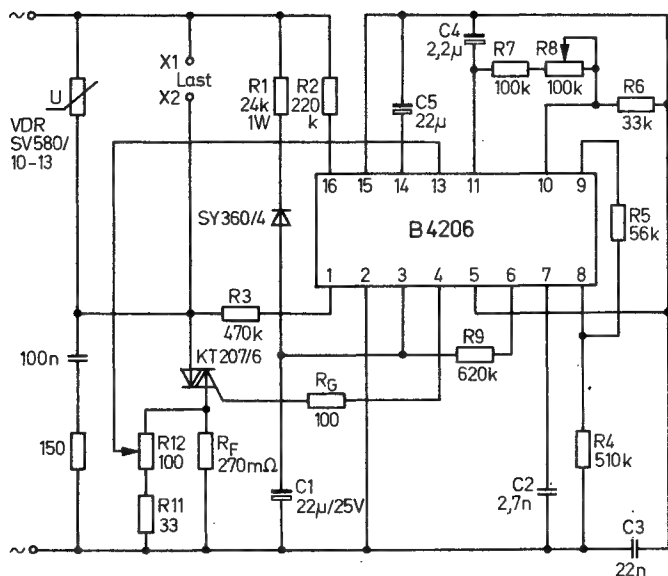 ~
X1
Last
X2
U
VDR
SV580/
10-13
R1
24k
1W
R2
220
k
C4
2,2µ
C5
22µ
R7
100k
R8
100k
R6
33k
16
15
14
13
11
10
9
B4206
1
2
3
4
5
6
7
8
R5
56k
SY360/4
R3
470k
100n
KT207/6
RG
100
R9
620k
150
R12
100
RF
270mΩ
R11
33
C1
22µ/25V
C2
2,7n
R4
510k
C3
22n
~